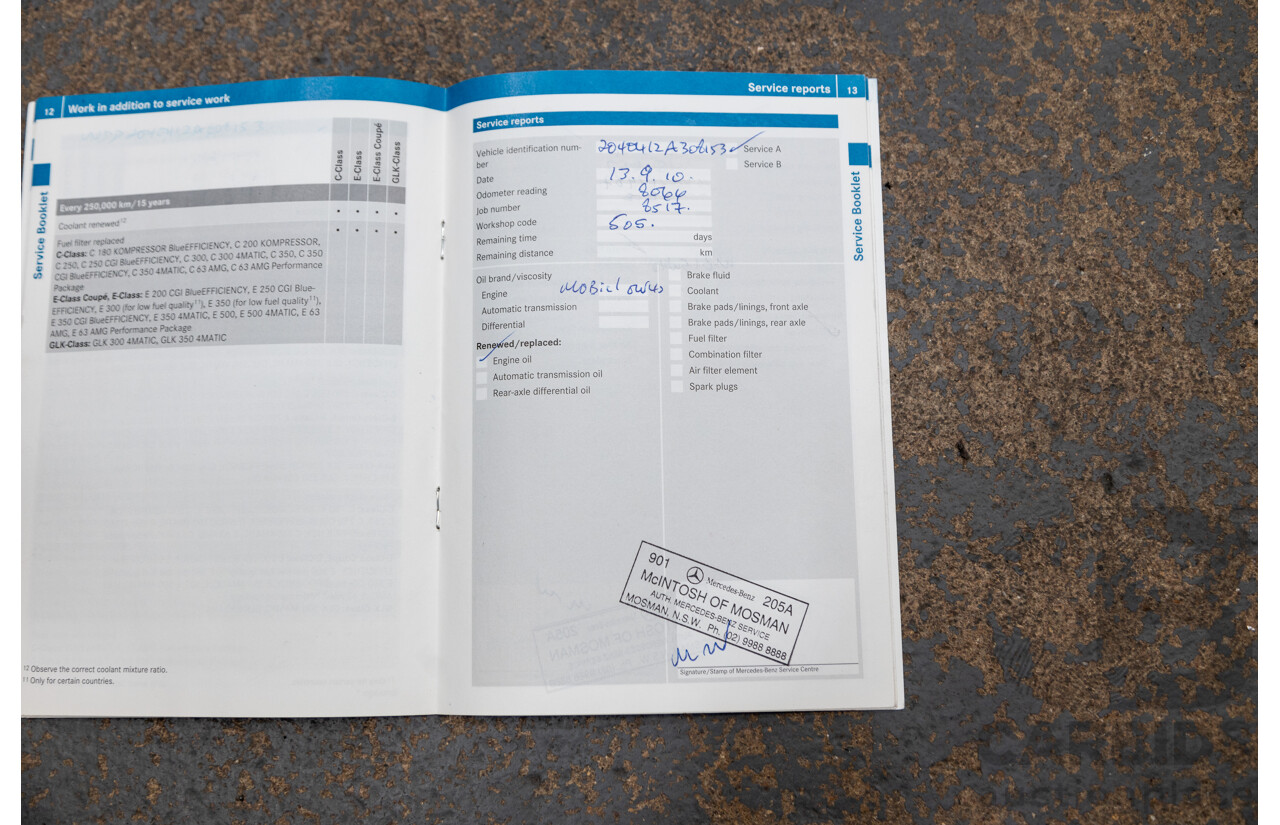 12 Work in addition to service work
C-Class
E-Class
E-Class Coupé
GLK-Class
Every 250,000 km/15 years
Coolant renewed12
Fuel filter replaced
C-Class: C 180 KOMPRESSOR BlueEFFICIENCY, C 200 KOMPRESSOR,
C 250, C 250 CGI BlueEFFICIENCY, C 300, C 300 4MATIC, C 350, C 350
CGI BlueEFFICIENCY, C 350 4MATIC, C 63 AMG, C 63 AMG Performance
Package
E-Class Coupé, E-Class: E 200 CGI BlueEFFICIENCY, E 250 CGI Blue-
EFFICIENCY, E 300 (for low fuel quality11), E 350 (for low fuel quality11),
E 350 CGI BlueEFFICIENCY, E 350 4MATIC, E 500, E 500 4MATIC, E 63
AMG, E 63 AMG Performance Package
GLK-Class: GLK 300 4MATIC, GLK 350 4MATIC
Service Booklet
12 Observe the correct coolant mixture ratio.
11 Only for certain countries.
Service reports 13
Service reports
Vehicle identification num-
ber
Service A
Service B
Date 13.9.10.
Odometer reading 8064
Job number 8517.
Workshop code 505.
Remaining time days
Remaining distance km
Oil brand/viscosity
Engine Mobil
Automatic transmission
Differential
Renewed/replaced:
Engine oil
Automatic transmission oil
Rear-axle differential oil
Brake fluid
Coolant
Brake pads/linings, front axle
Brake pads/linings, rear axle
Fuel filter
Combination filter
Air filter element
Spark plugs
Service Booklet
901 Mercedes-Benz 205A
McINTOSH OF MOSMAN
AUTH. MERCEDES-BENZ SERVICE
MOSMAN, N.S.W. Ph. (02) 9988 8888
Signature/Stamp of Mercedes-Benz Service Centre